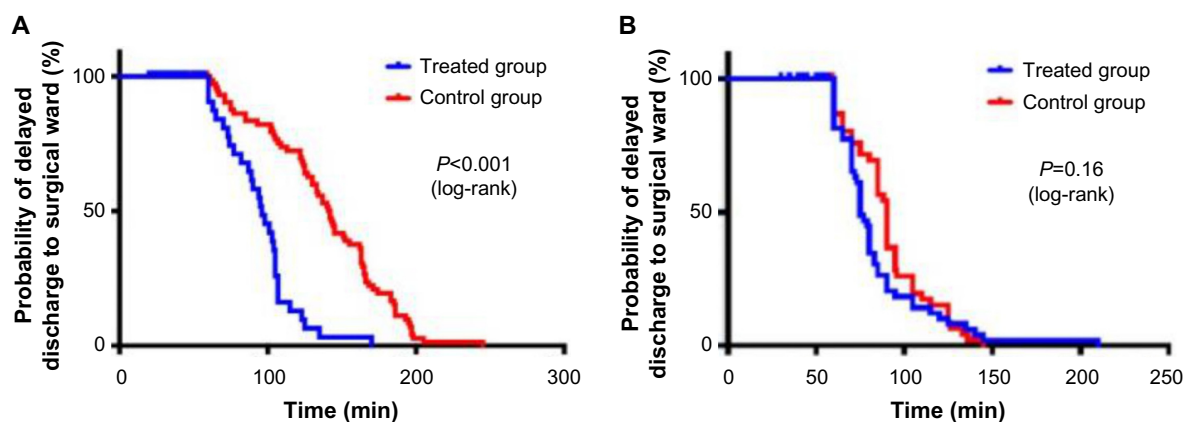 A
Probability of delayed
discharge to surgical ward (%)
100
50
0
Treated group
Control group
P<0.001
(log-rank)
0 100 200 300
Time (min)
B
Probability of delayed
discharge to surgical ward (%)
100
50
0
Treated group
Control group
P=0.16
(log-rank)
0 50 100 150 200 250
Time (min)